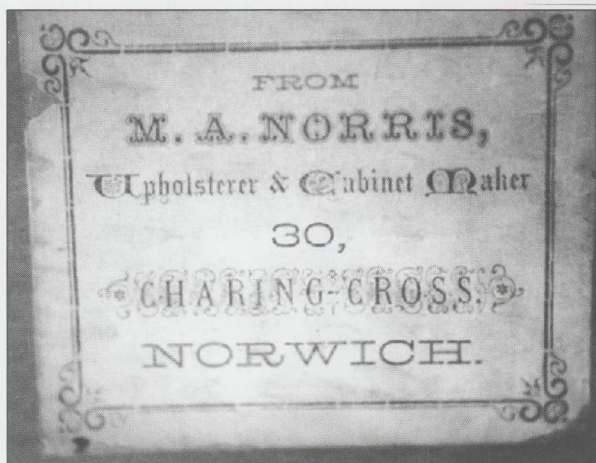 FROM
M. A. NORRIS,
Upholsterer & Cabinet Maker
30,
CHARING-CROSS.
NORWICH.